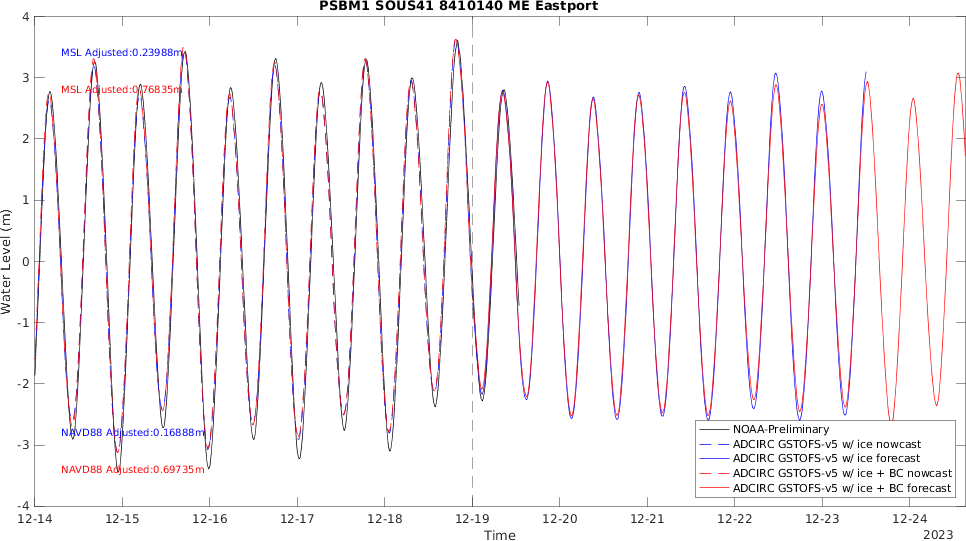 PSBM1 SOUS41 8410140 ME Eastport
4
3
2
1
0
-1
-2
-3
-4
Water Level (m)
MSL Adjusted:0.23988m
MSL Adjusted:0.76835m
NAVD88 Adjusted:0.16888m
NAVD88 Adjusted:0.69735m
NOAA-Preliminary
ADCIRC GSTOFS-v5 w/ ice nowcast
ADCIRC GSTOFS-v5 w/ ice forecast
ADCIRC GSTOFS-v5 w/ ice + BC nowcast
ADCIRC GSTOFS-v5 w/ ice + BC forecast
12-14 12-15 12-16 12-17 12-18 12-19 12-20 12-21 12-22 12-23 12-24
Time
2023